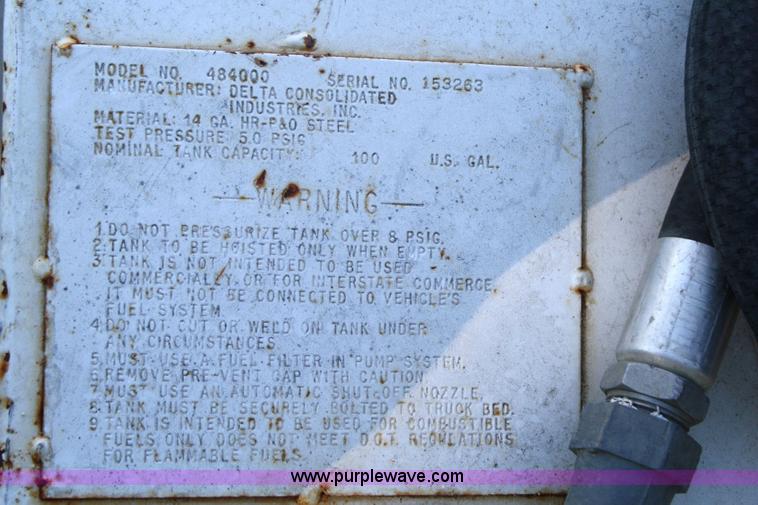 MODEL NO. 484000 SERIAL NO. 153263
MANUFACTURER: DELTA CONSOLIDATED
INDUSTRIES, INC.
MATERIAL: 14 GA. HR-P&O STEEL
TEST PRESSURE 5.0 PSIG
NOMINAL TANK CAPACITY: 100 U.S. GAL.
WARNING
1. DO NOT PRESSURIZE TANK OVER 8 PSIG.
2. TANK TO BE HOISTED ONLY WHEN EMPTY.
3. TANK IS NOT INTENDED TO BE USED
COMMERCIALLY OR FOR INTERSTATE COMMERCE.
IT MUST NOT BE CONNECTED TO VEHICLE'S
FUEL SYSTEM.
4. DO NOT CUT OR WELD ON TANK UNDER
ANY CIRCUMSTANCES
5. MUST USE A FUEL FILTER IN PUMP SYSTEM.
6. REMOVE PRE-VENT CAP WITH CAUTION
7. MUST USE AN AUTOMATIC SHUT-OFF NOZZLE.
8. TANK MUST BE SECURELY BOLTED TO TRUCK BED.
9. TANK IS INTENDED TO BE USED FOR COMBUSTIBLE
FUELS ONLY DOES NOT MEET D.O.T. REGULATIONS
FOR FLAMMABLE FUELS.
www.purplewave.com